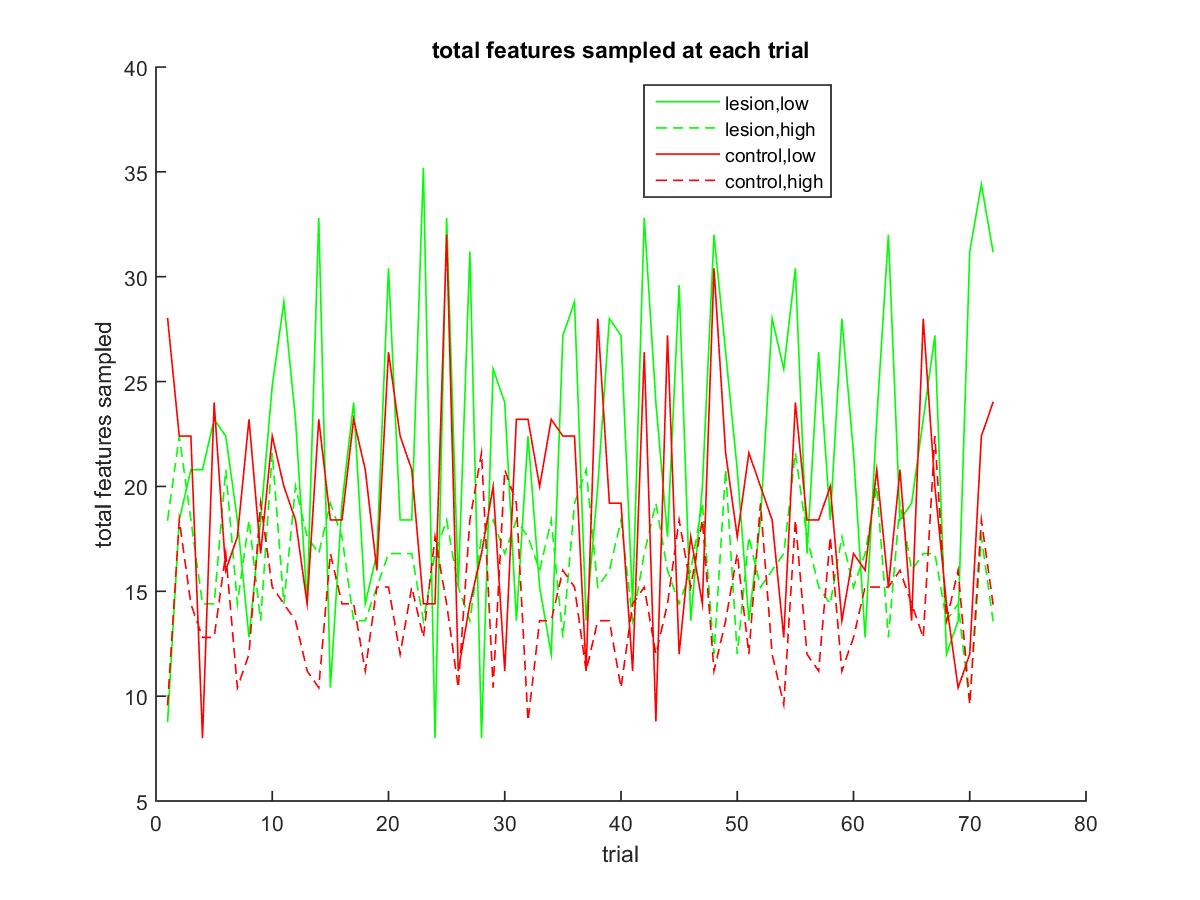 total features sampled at each trial
lesion,low
lesion,high
control,low
control,high
total features sampled
40
35
30
25
20
15
10
5
0 10 20 30 40 50 60 70 80
trial